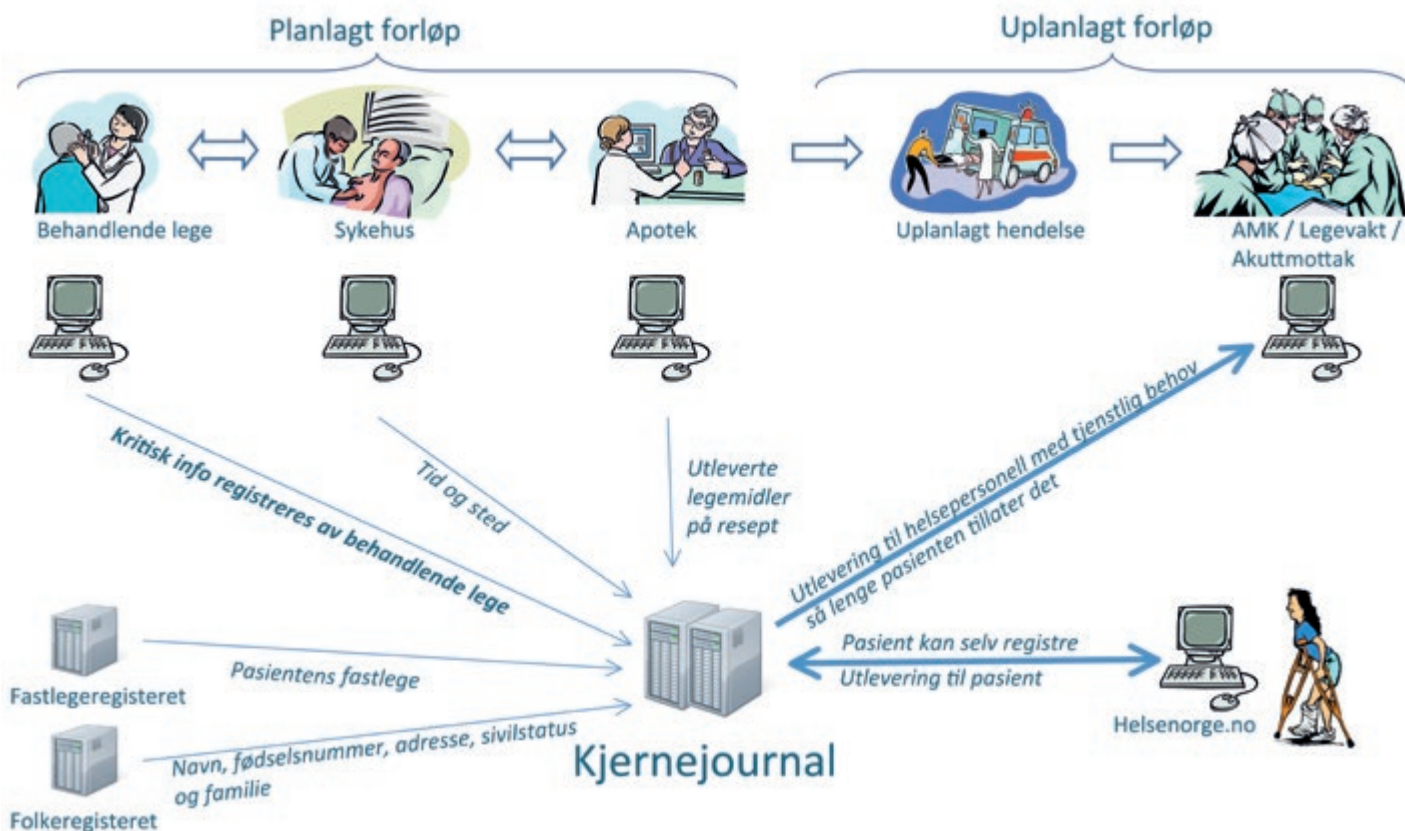 Planlagt forløp
Uplanlagt forløp
Behandlende lege
Sykehus
Apotek
Uplanlagt hendelse
AMK / Legevakt /
Akuttmottak
Kritisk info registreres av behandlende lege
Tid og sted
Utleverte
legemidler
på resept
Utlevering til helsepersonell med tjenstlig behov
så lenge pasienten tillater det
Fastlegeregisteret
Pasientens fastlege
Pasient kan selv registre
Utlevering til pasient
Helsenorge.no
Navn, fødselsnummer, adresse, sivilstatus
og familie
Folkeregisteret
Kjernejournal